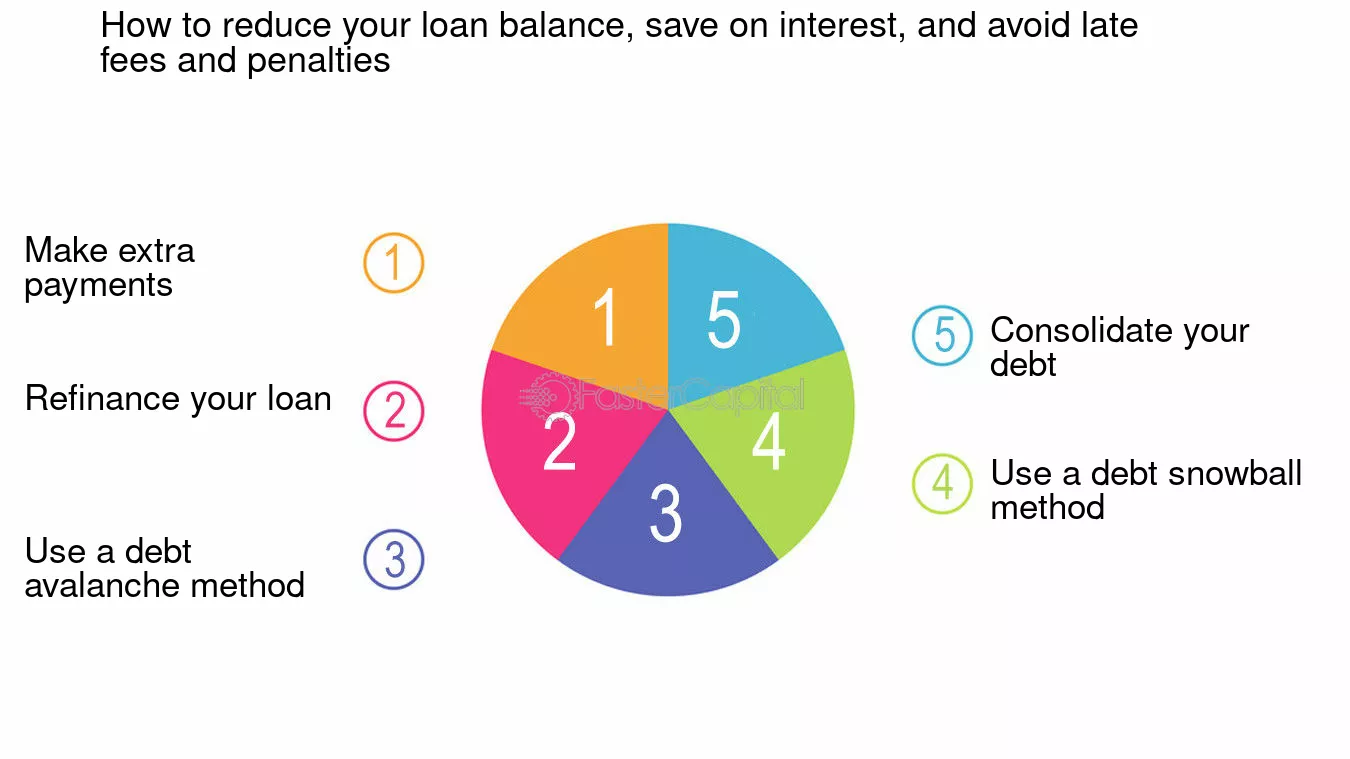 How to reduce your loan balance, save on interest, and avoid late
fees and penalties
Make extra
payments
1
Refinance your loan
2
Use a debt
avalanche method
3
1
5
2
4
3
FasterCapital
5
Consolidate your
debt
4
Use a debt snowball
method